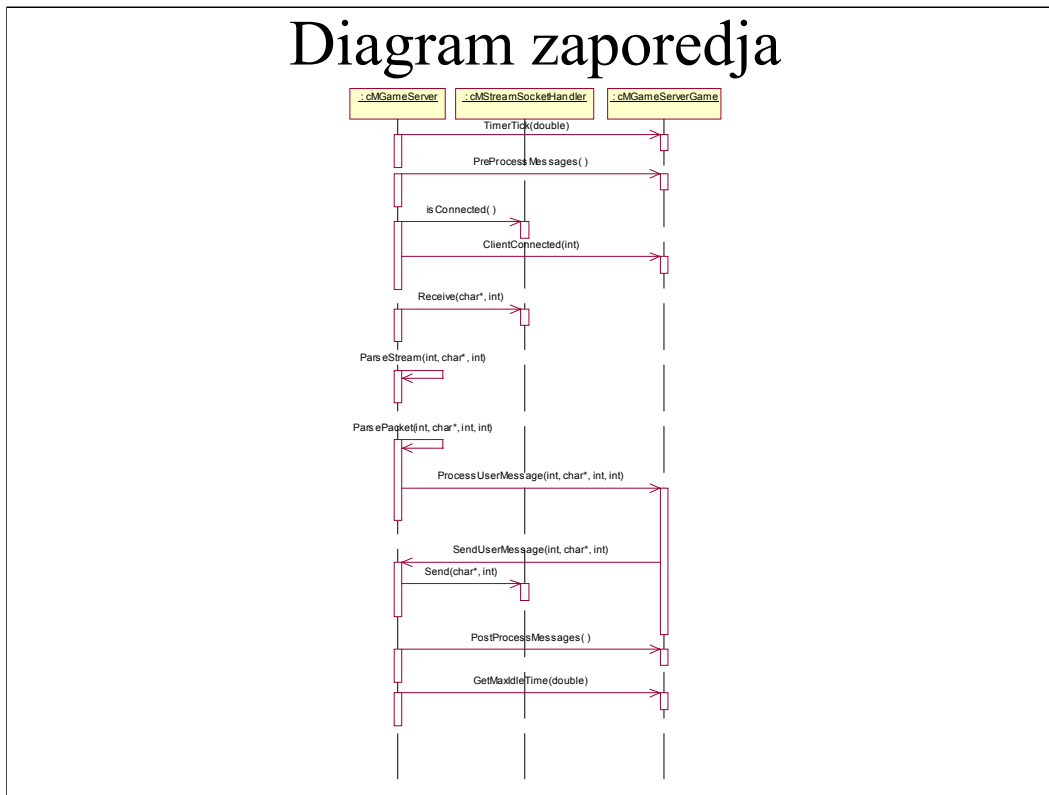 Diagram zaporedja
: cMGameServer
: cMStreamSocketHandler
: cMGameServerGame
TimerTick(double)
PreProcessMessages( )
isConnected( )
ClientConnected(int)
Receive(char*, int)
ParseStream(int, char*, int)
ParsePacket(int, char*, int, int)
ProcessUserMessage(int, char*, int, int)
SendUserMessage(int, char*, int)
Send(char*, int)
PostProcessMessages( )
GetMaxIdleTime(double)